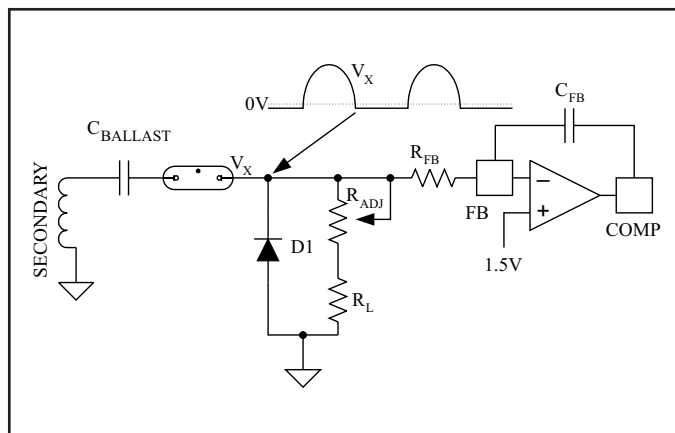 V_X
0V
C_FB
C_BALLAST
V_X
R_FB
SECONDARY
R_ADJ
FB
COMP
D1
1.5V
R_L